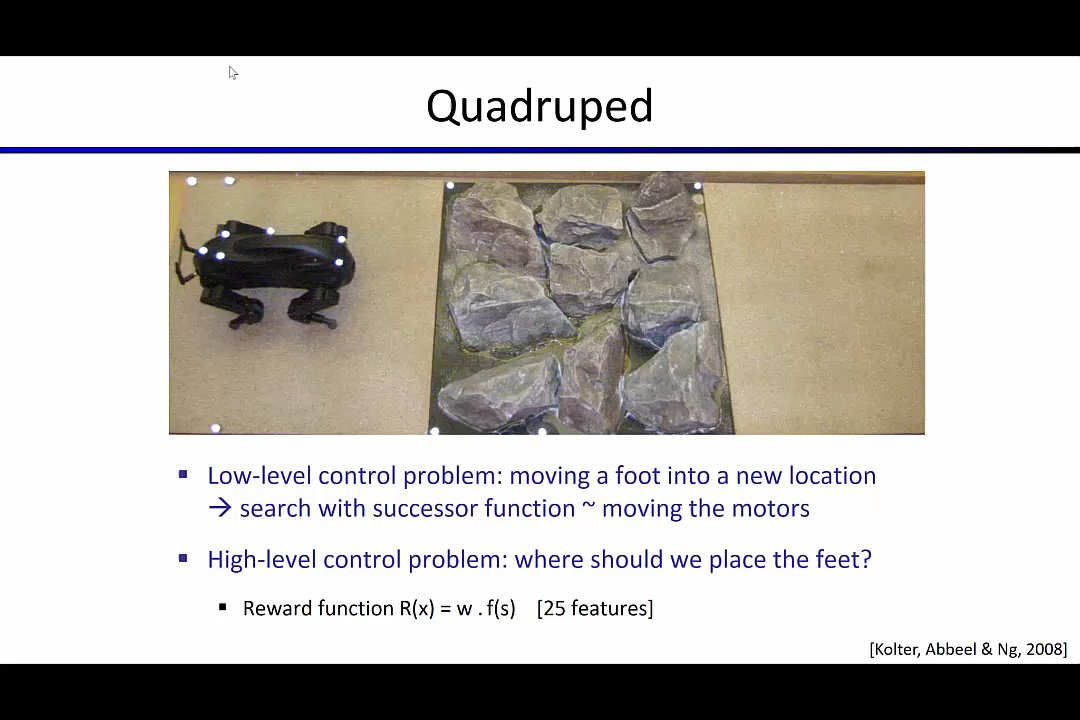 Quadruped
▪ Low-level control problem: moving a foot into a new location
→ search with successor function ~ moving the motors
▪ High-level control problem: where should we place the feet?
▪ Reward function R(x) = w . f(s) [25 features]
[Kolter, Abbeel & Ng, 2008]